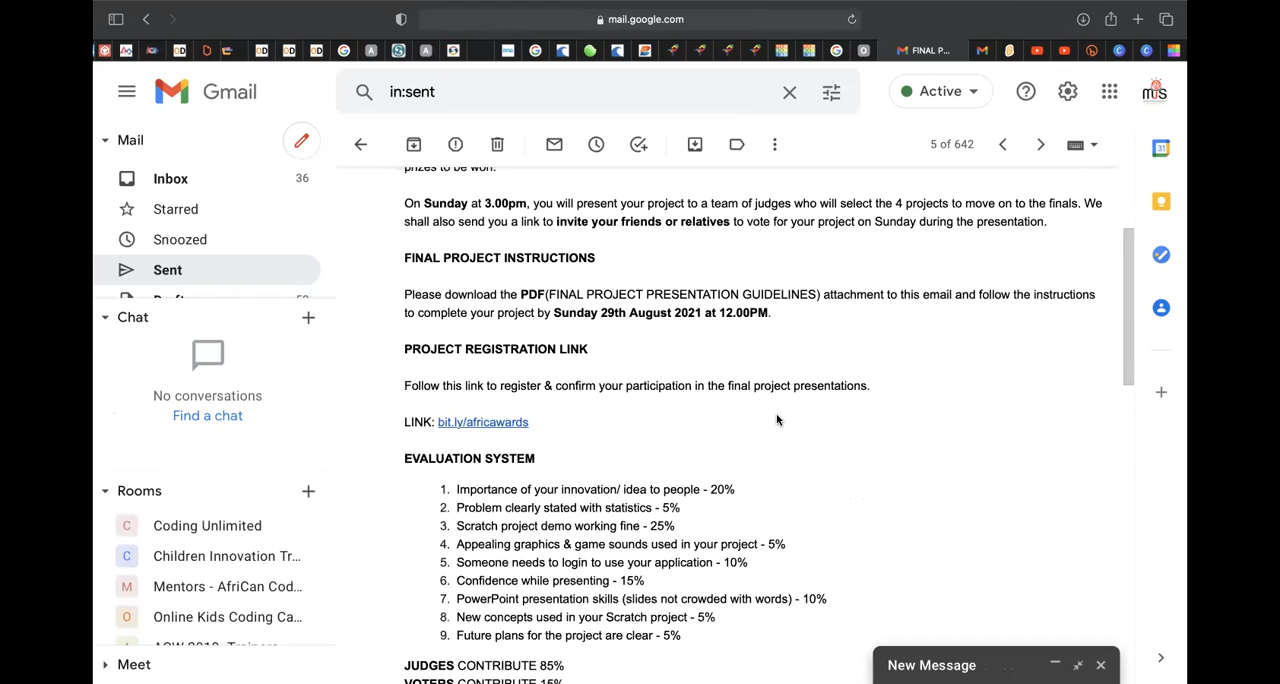 mail.google.com
FINAL P...
Gmail
in:sent
Active
Mail
5 of 642
Inbox 36
Starred
Snoozed
Sent
Chat
No conversations
Find a chat
Rooms
Coding Unlimited
Children Innovation Tr...
Mentors - AfriCan Cod...
Online Kids Coding Ca...
Meet
prizes to be won.
On Sunday at 3.00pm, you will present your project to a team of judges who will select the 4 projects to move on to the finals. We
shall also send you a link to invite your friends or relatives to vote for your project on Sunday during the presentation.
FINAL PROJECT INSTRUCTIONS
Please download the PDF(FINAL PROJECT PRESENTATION GUIDELINES) attachment to this email and follow the instructions
to complete your project by Sunday 29th August 2021 at 12.00PM.
PROJECT REGISTRATION LINK
Follow this link to register & confirm your participation in the final project presentations.
LINK: bit.ly/africawards
EVALUATION SYSTEM
1. Importance of your innovation/ idea to people - 20%
2. Problem clearly stated with statistics - 5%
3. Scratch project demo working fine - 25%
4. Appealing graphics & game sounds used in your project - 5%
5. Someone needs to login to use your application - 10%
6. Confidence while presenting - 15%
7. PowerPoint presentation skills (slides not crowded with words) - 10%
8. New concepts used in your Scratch project - 5%
9. Future plans for the project are clear - 5%
JUDGES CONTRIBUTE 85%
VOTERS CONTRIBUTE 15%
New Message